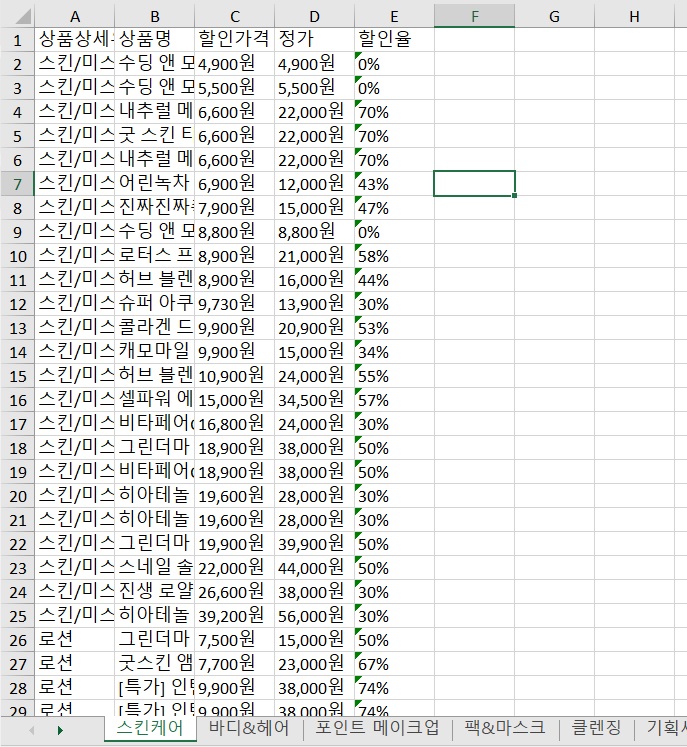 A B C D E F G H
1 상품상세 상품명 할인가격 정가 할인율
2 스킨/미스 수딩 앤 모 4,900원 4,900원 0%
3 스킨/미스 수딩 앤 모 5,500원 5,500원 0%
4 스킨/미스 내추럴 메 6,600원 22,000원 70%
5 스킨/미스 굿 스킨 티 6,600원 22,000원 70%
6 스킨/미스 내추럴 메 6,600원 22,000원 70%
7 스킨/미스 어린녹차 6,900원 12,000원 43%
8 스킨/미스 진짜진짜 7,900원 15,000원 47%
9 스킨/미스 수딩 앤 모 8,800원 8,800원 0%
10 스킨/미스 로터스 프 8,900원 21,000원 58%
11 스킨/미스 허브 블렌 8,900원 16,000원 44%
12 스킨/미스 슈퍼 아쿠 9,730원 13,900원 30%
13 스킨/미스 콜라겐 드 9,900원 20,900원 53%
14 스킨/미스 캐모마일 9,900원 15,000원 34%
15 스킨/미스 허브 블렌 10,900원 24,000원 55%
16 스킨/미스 셀파워 에 15,000원 34,500원 57%
17 스킨/미스 비타페어 16,800원 24,000원 30%
18 스킨/미스 그린더마 18,900원 38,000원 50%
19 스킨/미스 비타페어 18,900원 38,000원 50%
20 스킨/미스 히아테놀 19,600원 28,000원 30%
21 스킨/미스 히아테놀 19,600원 28,000원 30%
22 스킨/미스 그린더마 19,900원 39,900원 50%
23 스킨/미스 스네일 솔 22,000원 44,000원 50%
24 스킨/미스 진생 로얄 26,600원 38,000원 30%
25 스킨/미스 히아테놀 39,200원 56,000원 30%
26 로션 그린더마 7,500원 15,000원 50%
27 로션 굿스킨 앰 7,700원 23,000원 67%
28 로션 [특가] 인텐 9,900원 38,000원 74%
29 로션 [특가] 인텐 9,900원 38,000원 74%
스킨케어 바디&헤어 포인트 메이크업 팩&마스크 클렌징 기획